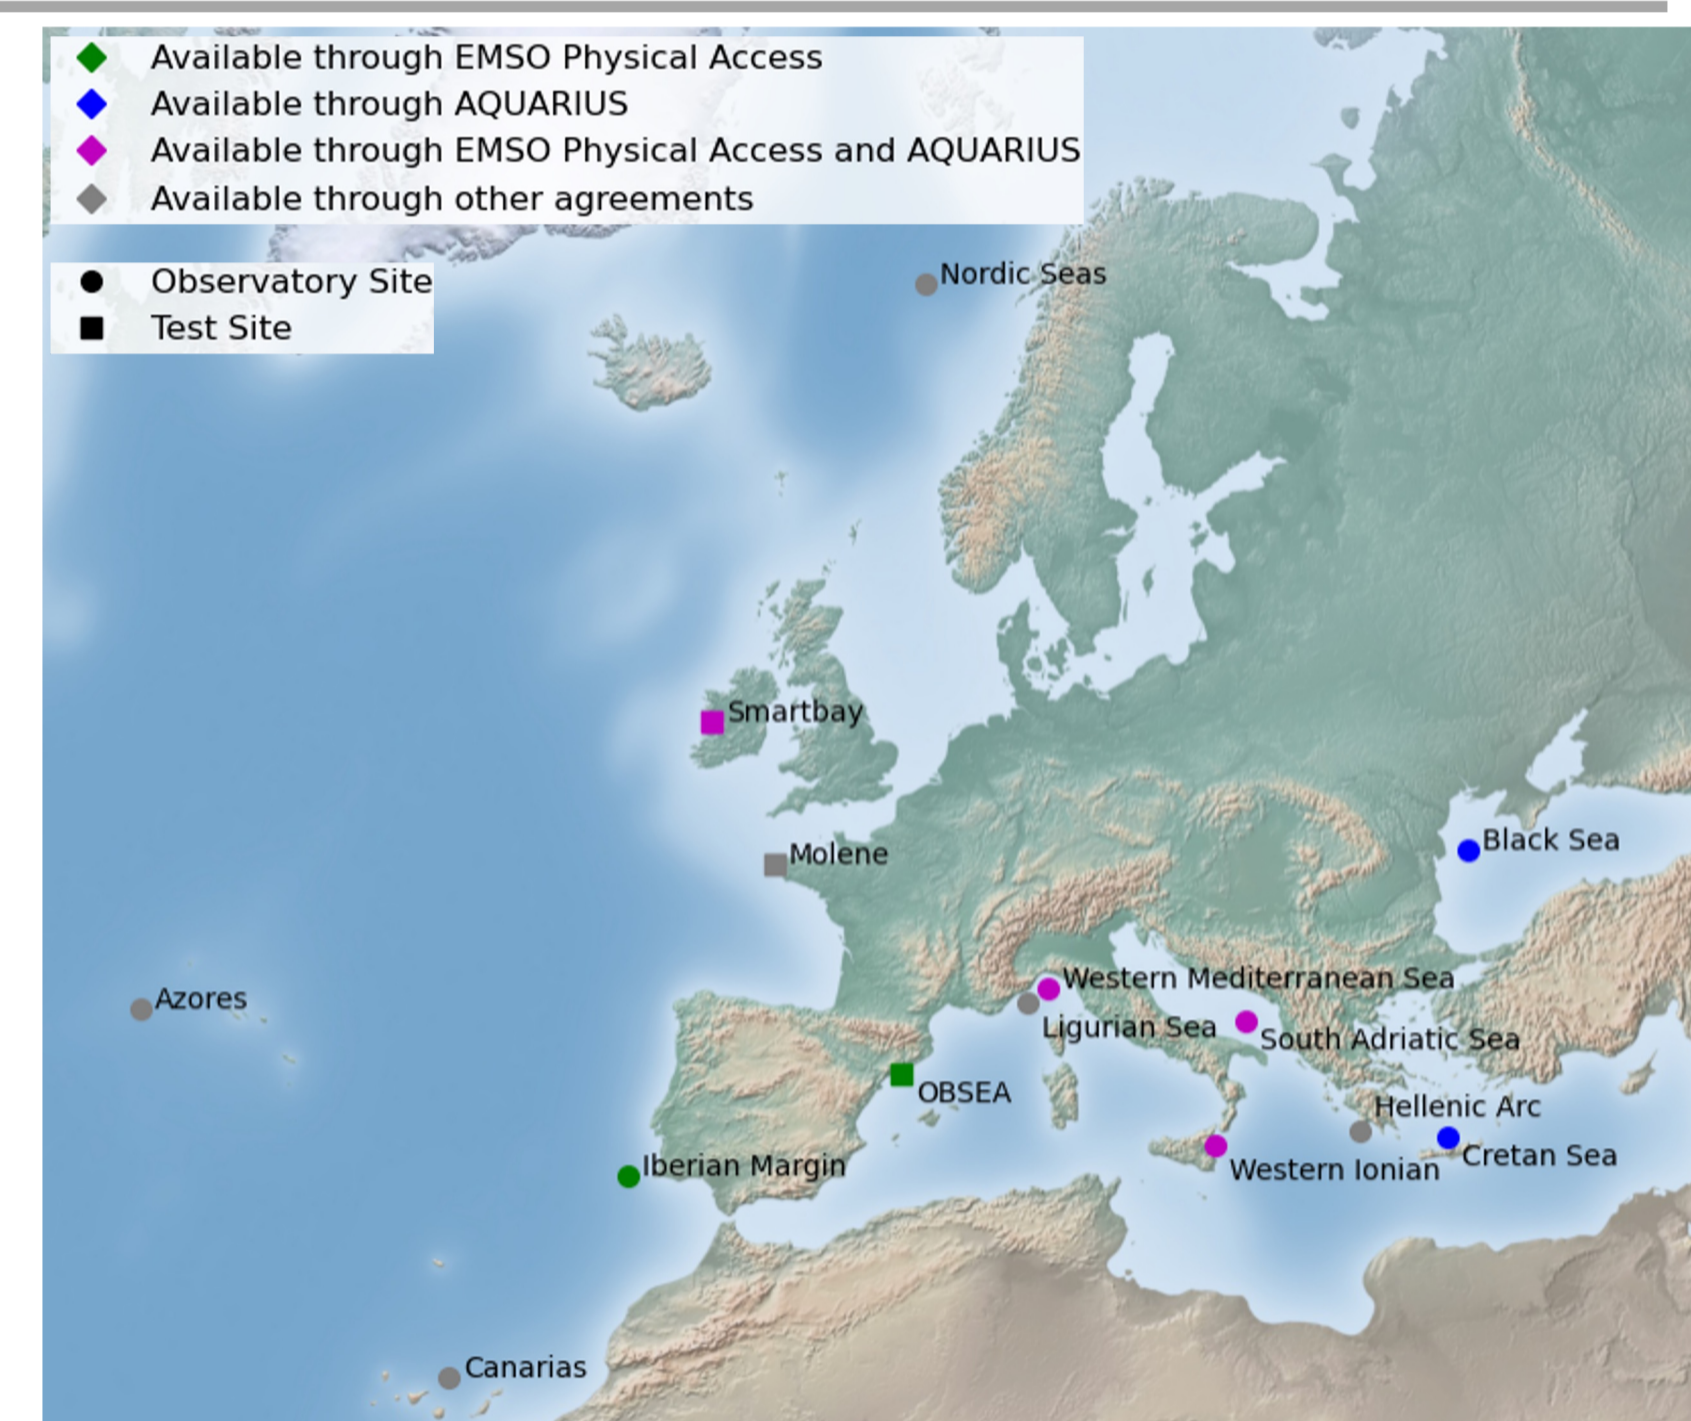 Available through EMSO Physical Access
Available through AQUARIUS
Available through EMSO Physical Access and AQUARIUS
Available through other agreements
Observatory Site
Test Site
Nordic Seas
Smartbay
Molene
Black Sea
Azores
Western Mediterranean Sea
Ligurian Sea
South Adriatic Sea
OBSEA
Hellenic Arc
Iberian Margin
Western Ionian
Cretan Sea
Canarias